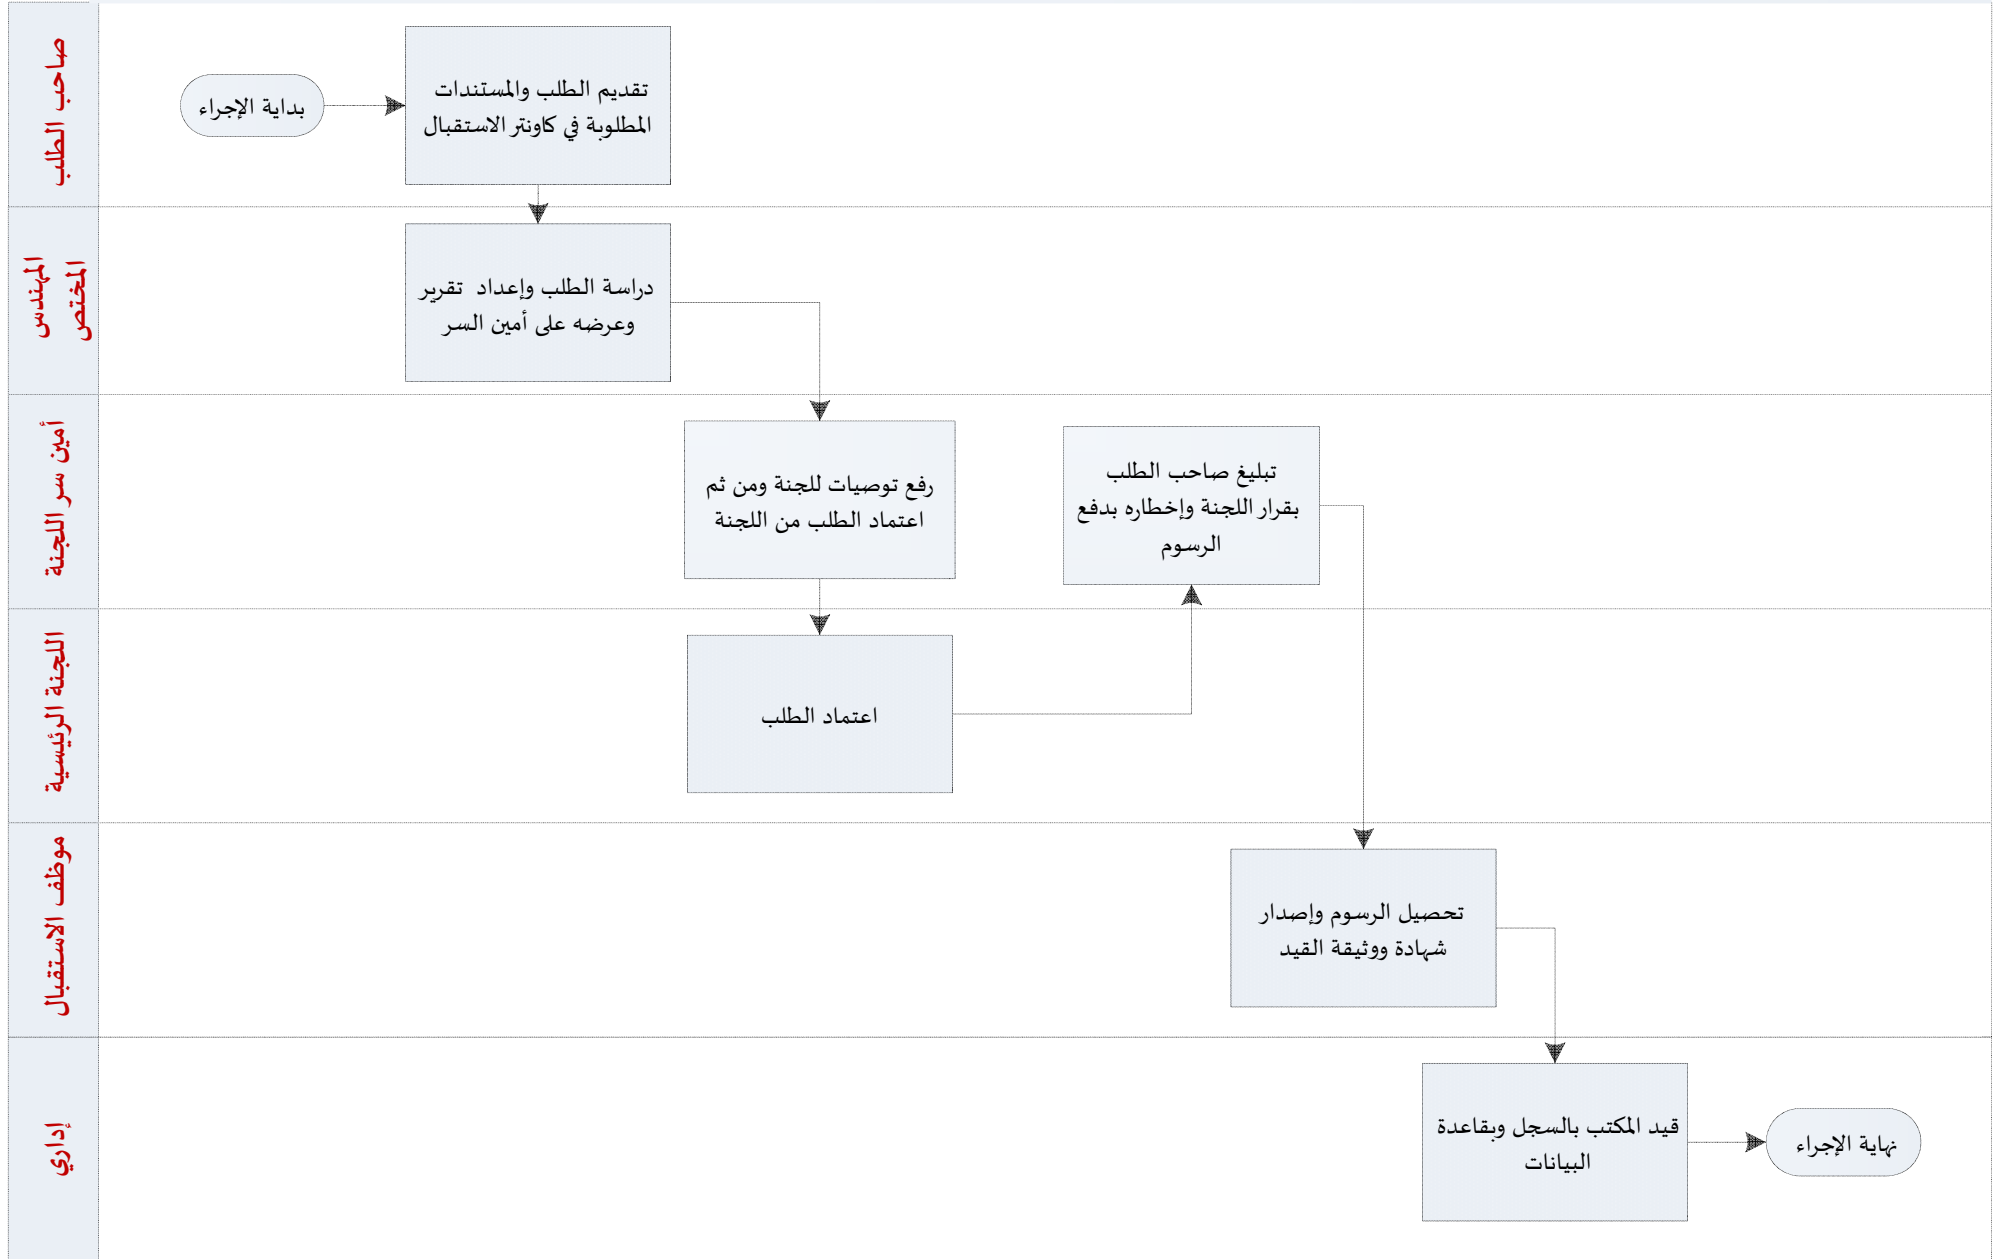 صاحب الطلب
بداية الإجراء
تقديم الطلب والمستندات
المطلوبة في كاونتر الاستقبال
المهندس
المختص
دراسة الطلب وإعداد تقرير
وعرضه على أمين السر
أمين سر اللجنة
رفع توصيات للجنة ومن ثم
اعتماد الطلب من اللجنة
تبليغ صاحب الطلب
بقرار اللجنة وإخطاره بدفع
الرسوم
اللجنة الرئيسية
اعتماد الطلب
موظف الاستقبال
تحصيل الرسوم وإصدار
شهادة ووثيقة القيد
إداري
قيد المكتب بالسجل وبقاعدة
البيانات
نهاية الإجراء